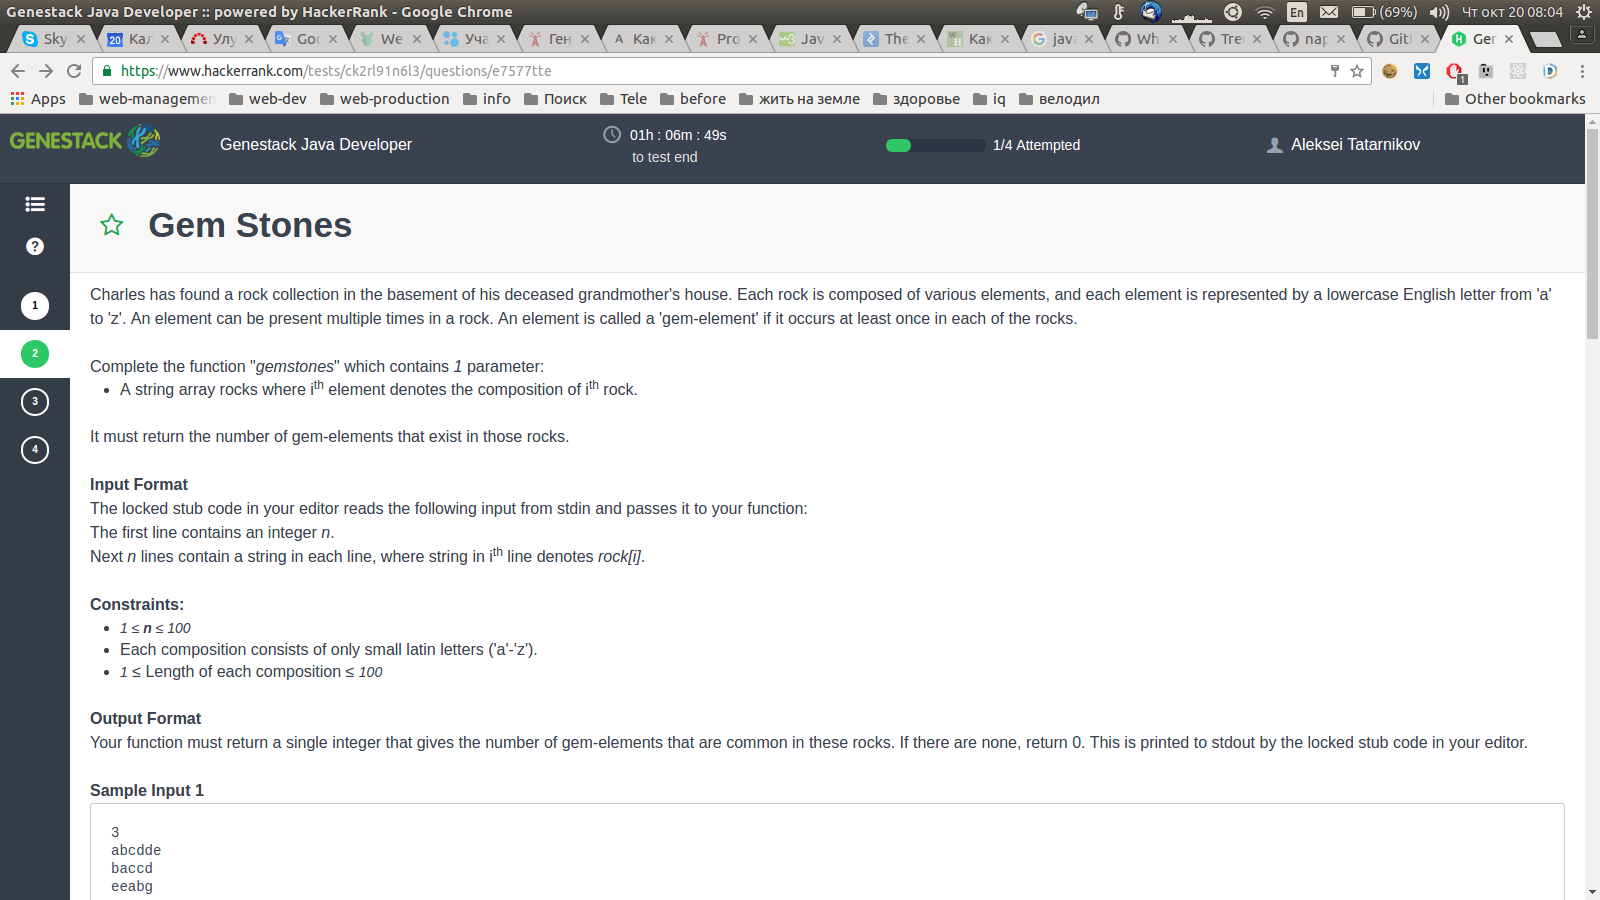 Genestack Java Developer :: powered by HackerRank - Google Chrome
En (69%) Чт окт 20 08:04
Sky 20 Кал Улу Goo We Уча Ген A Как Pro Jav The Как java Wh Tre nap Git Ger
https://www.hackerrank.com/tests/ck2rl91n6l3/questions/e7577tte
Apps web-managemen web-dev web-production info Поиск Tele before жить на земле здоровье iq велодил Other bookmarks
GENESTACK Genestack Java Developer 01h : 06m : 49s 1/4 Attempted Aleksei Tatarnikov
to test end
Gem Stones
1
2
3
4
Charles has found a rock collection in the basement of his deceased grandmother's house. Each rock is composed of various elements, and each element is represented by a lowercase English letter from 'a'
to 'z'. An element can be present multiple times in a rock. An element is called a 'gem-element' if it occurs at least once in each of the rocks.
Complete the function "gemstones" which contains 1 parameter:
• A string array rocks where ith element denotes the composition of ith rock.
It must return the number of gem-elements that exist in those rocks.
Input Format
The locked stub code in your editor reads the following input from stdin and passes it to your function:
The first line contains an integer n.
Next n lines contain a string in each line, where string in ith line denotes rock[i].
Constraints:
• 1 ≤ n ≤ 100
• Each composition consists of only small latin letters ('a'-'z').
• 1 ≤ Length of each composition ≤ 100
Output Format
Your function must return a single integer that gives the number of gem-elements that are common in these rocks. If there are none, return 0. This is printed to stdout by the locked stub code in your editor.
Sample Input 1
3
abcdde
baccd
eeabg